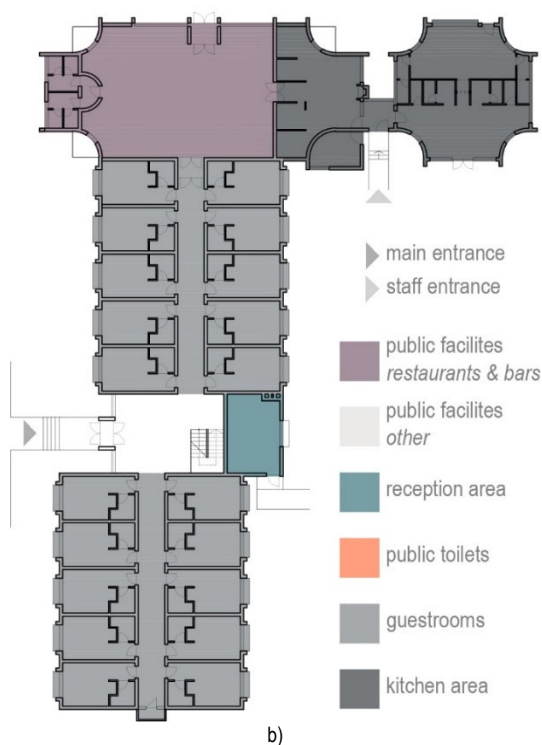 main entrance
staff entrance
public facilites
restaurants & bars
public facilites
other
reception area
public toilets
guestrooms
kitchen area
b)